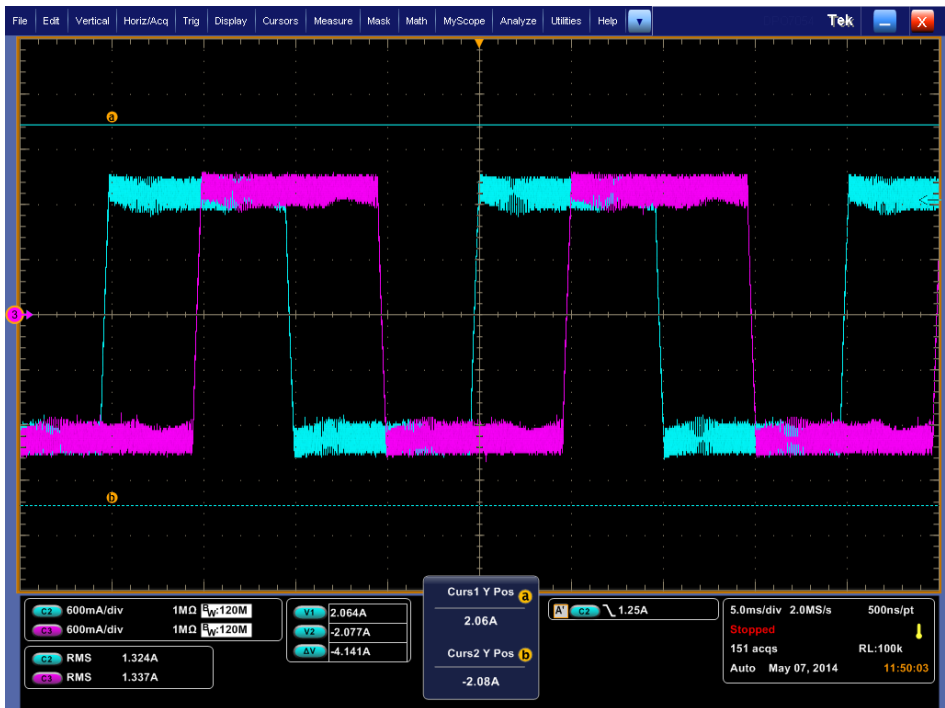 File Edit Vertical Horiz/Acq Trig Display Cursors Measure Mask Math MyScope Analyze Utilities Help Tek X
a
3
b
C2 600mA/div 1MΩ BW:120M
C3 600mA/div 1MΩ BW:120M
C2 RMS 1.324A
C3 RMS 1.337A
V1 2.064A
V2 -2.077A
ΔV -4.141A
Curs1 Y Pos a
2.06A
Curs2 Y Pos b
-2.08A
A' C2 1.25A
5.0ms/div 2.0MS/s 500ns/pt
Stopped
151 acqs RL:100k
Auto May 07, 2014 11:50:03